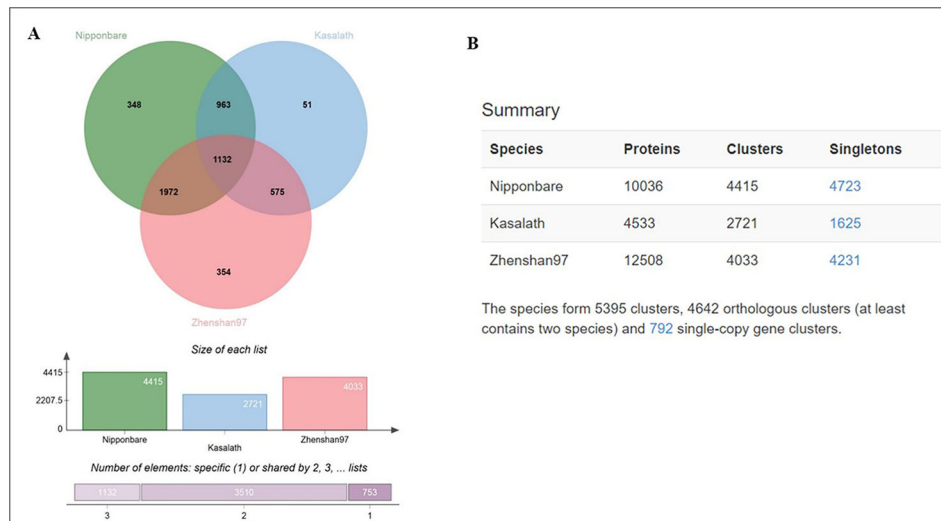 A
Nipponbare
Kasalath
348
963
51
1132
1972
575
354
Zhenshan97
Size of each list
4415
2207.5
0
4415
2721
4033
Nipponbare
Kasalath
Zhenshan97
Number of elements: specific (1) or shared by 2, 3, ... lists
1132
3510
753
3
2
1
B
Summary
Species Proteins Clusters Singletons
Nipponbare 10036 4415 4723
Kasalath 4533 2721 1625
Zhenshan97 12508 4033 4231
The species form 5395 clusters, 4642 orthologous clusters (at least
contains two species) and 792 single-copy gene clusters.